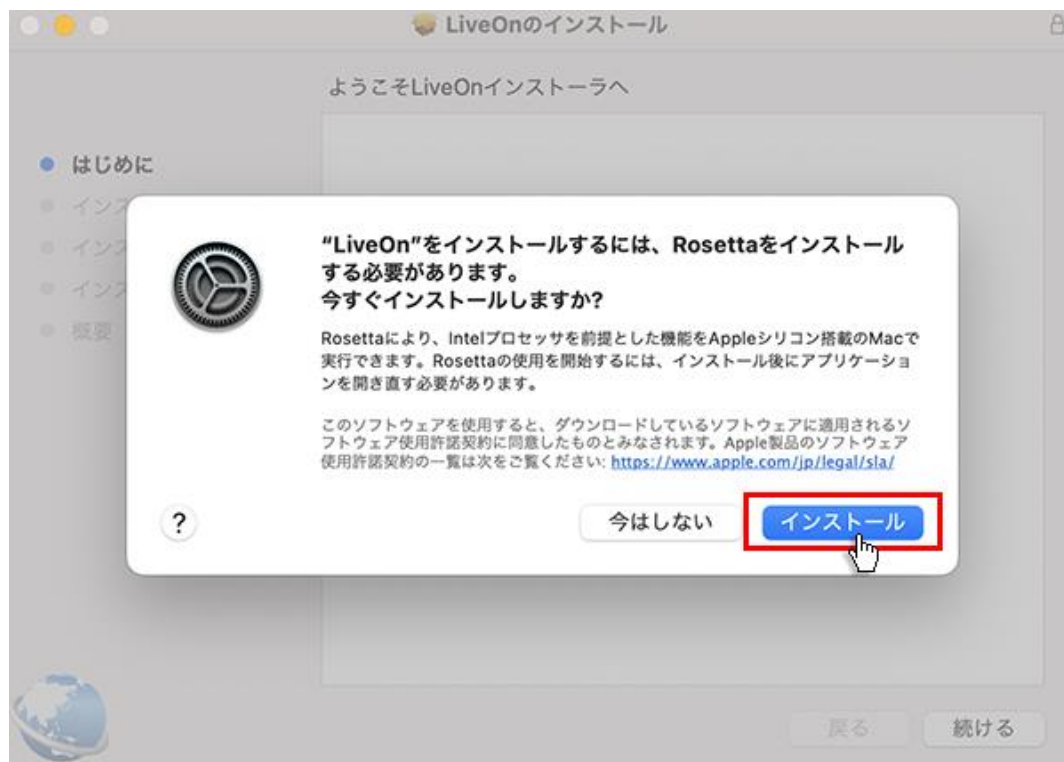 LiveOnのインストール
ようこそLiveOnインストーラへ
はじめに
インス
インス
インス
概要
“LiveOn”をインストールするには、Rosettaをインストール
する必要があります。
今すぐインストールしますか?
Rosettaにより、Intelプロセッサを前提とした機能をAppleシリコン搭載のMacで
実行できます。Rosettaの使用を開始するには、インストール後にアプリケーショ
ンを開き直す必要があります。
このソフトウェアを使用すると、ダウンロードしているソフトウェアに適用されるソ
フトウェア使用許諾契約に同意したものとみなされます。Apple製品のソフトウェア
使用許諾契約の一覧は次をご覧ください: https://www.apple.com/jp/legal/sla/
?
今はしない
インストール
戻る
続ける